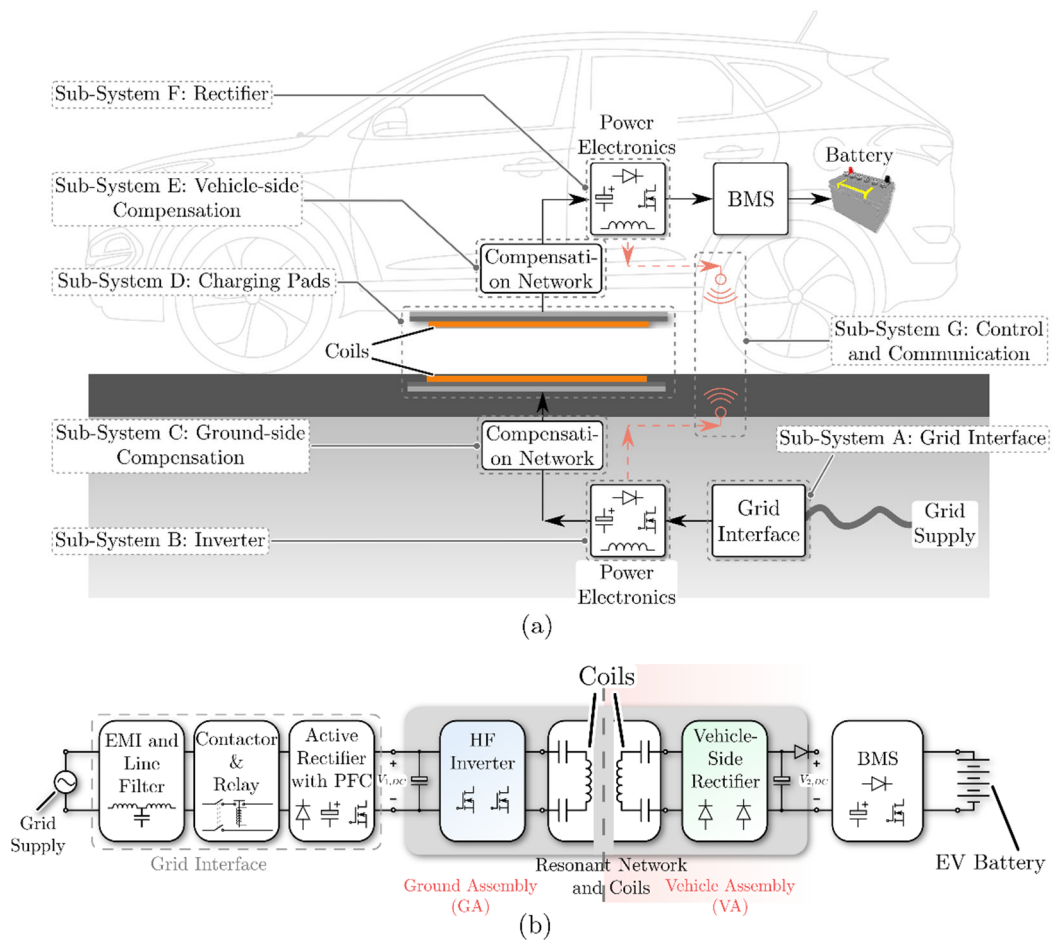 Sub-System F: Rectifier
Power
Electronics
Battery
Sub-System E: Vehicle-side
Compensation
BMS
Compensati-
on Network
Sub-System D: Charging Pads
Coils
Sub-System G: Control
and Communication
Sub-System C: Ground-side
Compensation
Compensati-
on Network
Sub-System A: Grid Interface
Grid
Interface
Grid
Supply
Sub-System B: Inverter
Power
Electronics
(a)
Coils
EMI and
Line
Filter
Contactor
&
Relay
Active
Rectifier
with PFC
+
V1,DC
−
HF
Inverter
Vehicle-
Side
Rectifier
+
V2,DC
−
BMS
Grid
Supply
Grid Interface
Resonant Network
and Coils
EV Battery
Ground Assembly
(GA)
Vehicle Assembly
(VA)
(b)